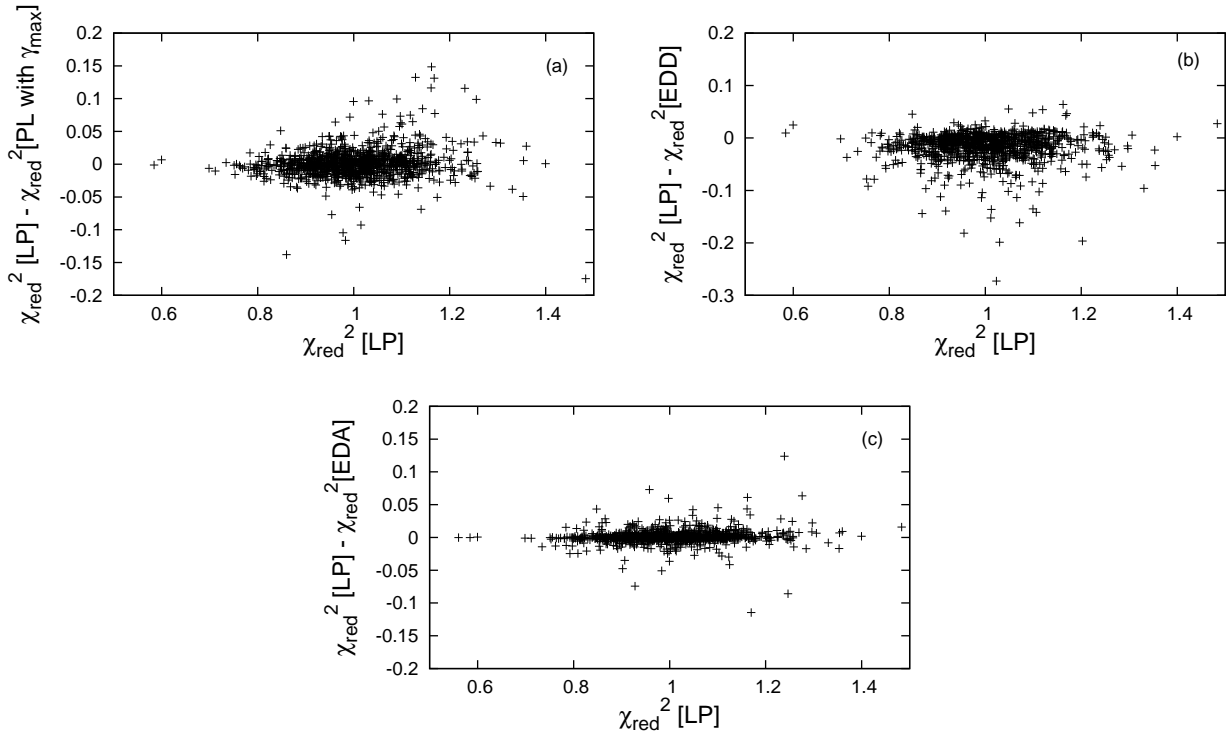 χred² [LP] - χred²[PL with γmax]
0.2
0.15
0.1
0.05
0
-0.05
-0.1
-0.15
-0.2
(a)
0.6 0.8 1 1.2 1.4
χred² [LP]
χred² [LP] - χred²[EDD]
0.2
0.1
0
-0.1
-0.2
-0.3
(b)
0.6 0.8 1 1.2 1.4
χred² [LP]
χred² [LP] - χred²[EDA]
0.2
0.15
0.1
0.05
0
-0.05
-0.1
-0.15
-0.2
(c)
0.6 0.8 1 1.2 1.4
χred² [LP]